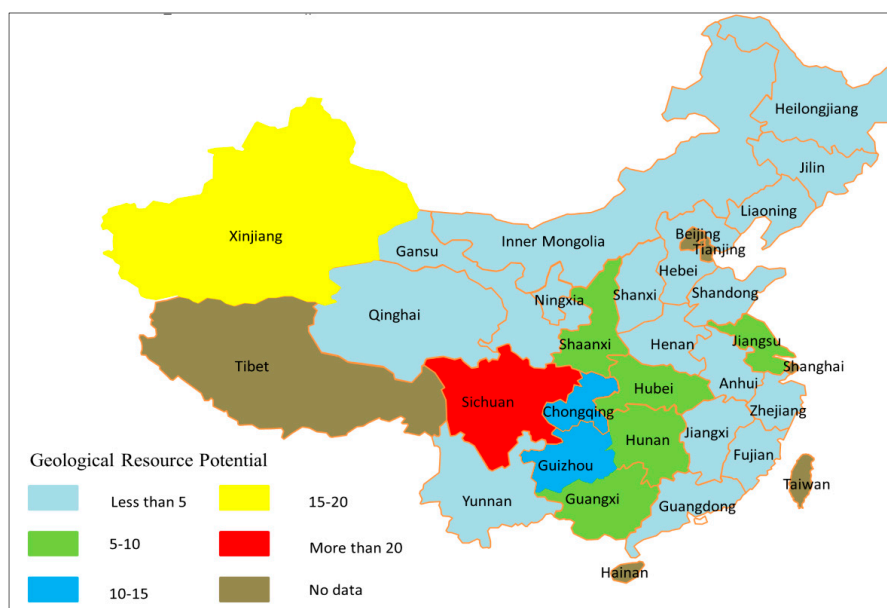 Heilongjiang
Jilin
Liaoning
Xinjiang
Beijing
Tianjing
Inner Mongolia
Gansu
Hebei
Ningxia
Shanxi
Shandong
Qinghai
Shaanxi
Henan
Jiangsu
Tibet
Shanghai
Anhui
Sichuan
Hubei
Chongqing
Zhejiang
Hunan
Jiangxi
Guizhou
Fujian
Geological Resource Potential
Taiwan
Yunnan
Guangxi
Guangdong
Less than 5
15-20
5-10
More than 20
Hainan
10-15
No data